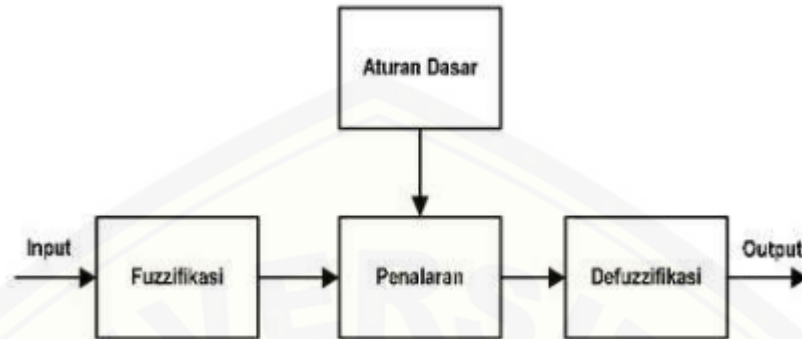 Aturan Dasar
Input
Fuzzifikasi
Penalaran
Defuzzifikasi
Output